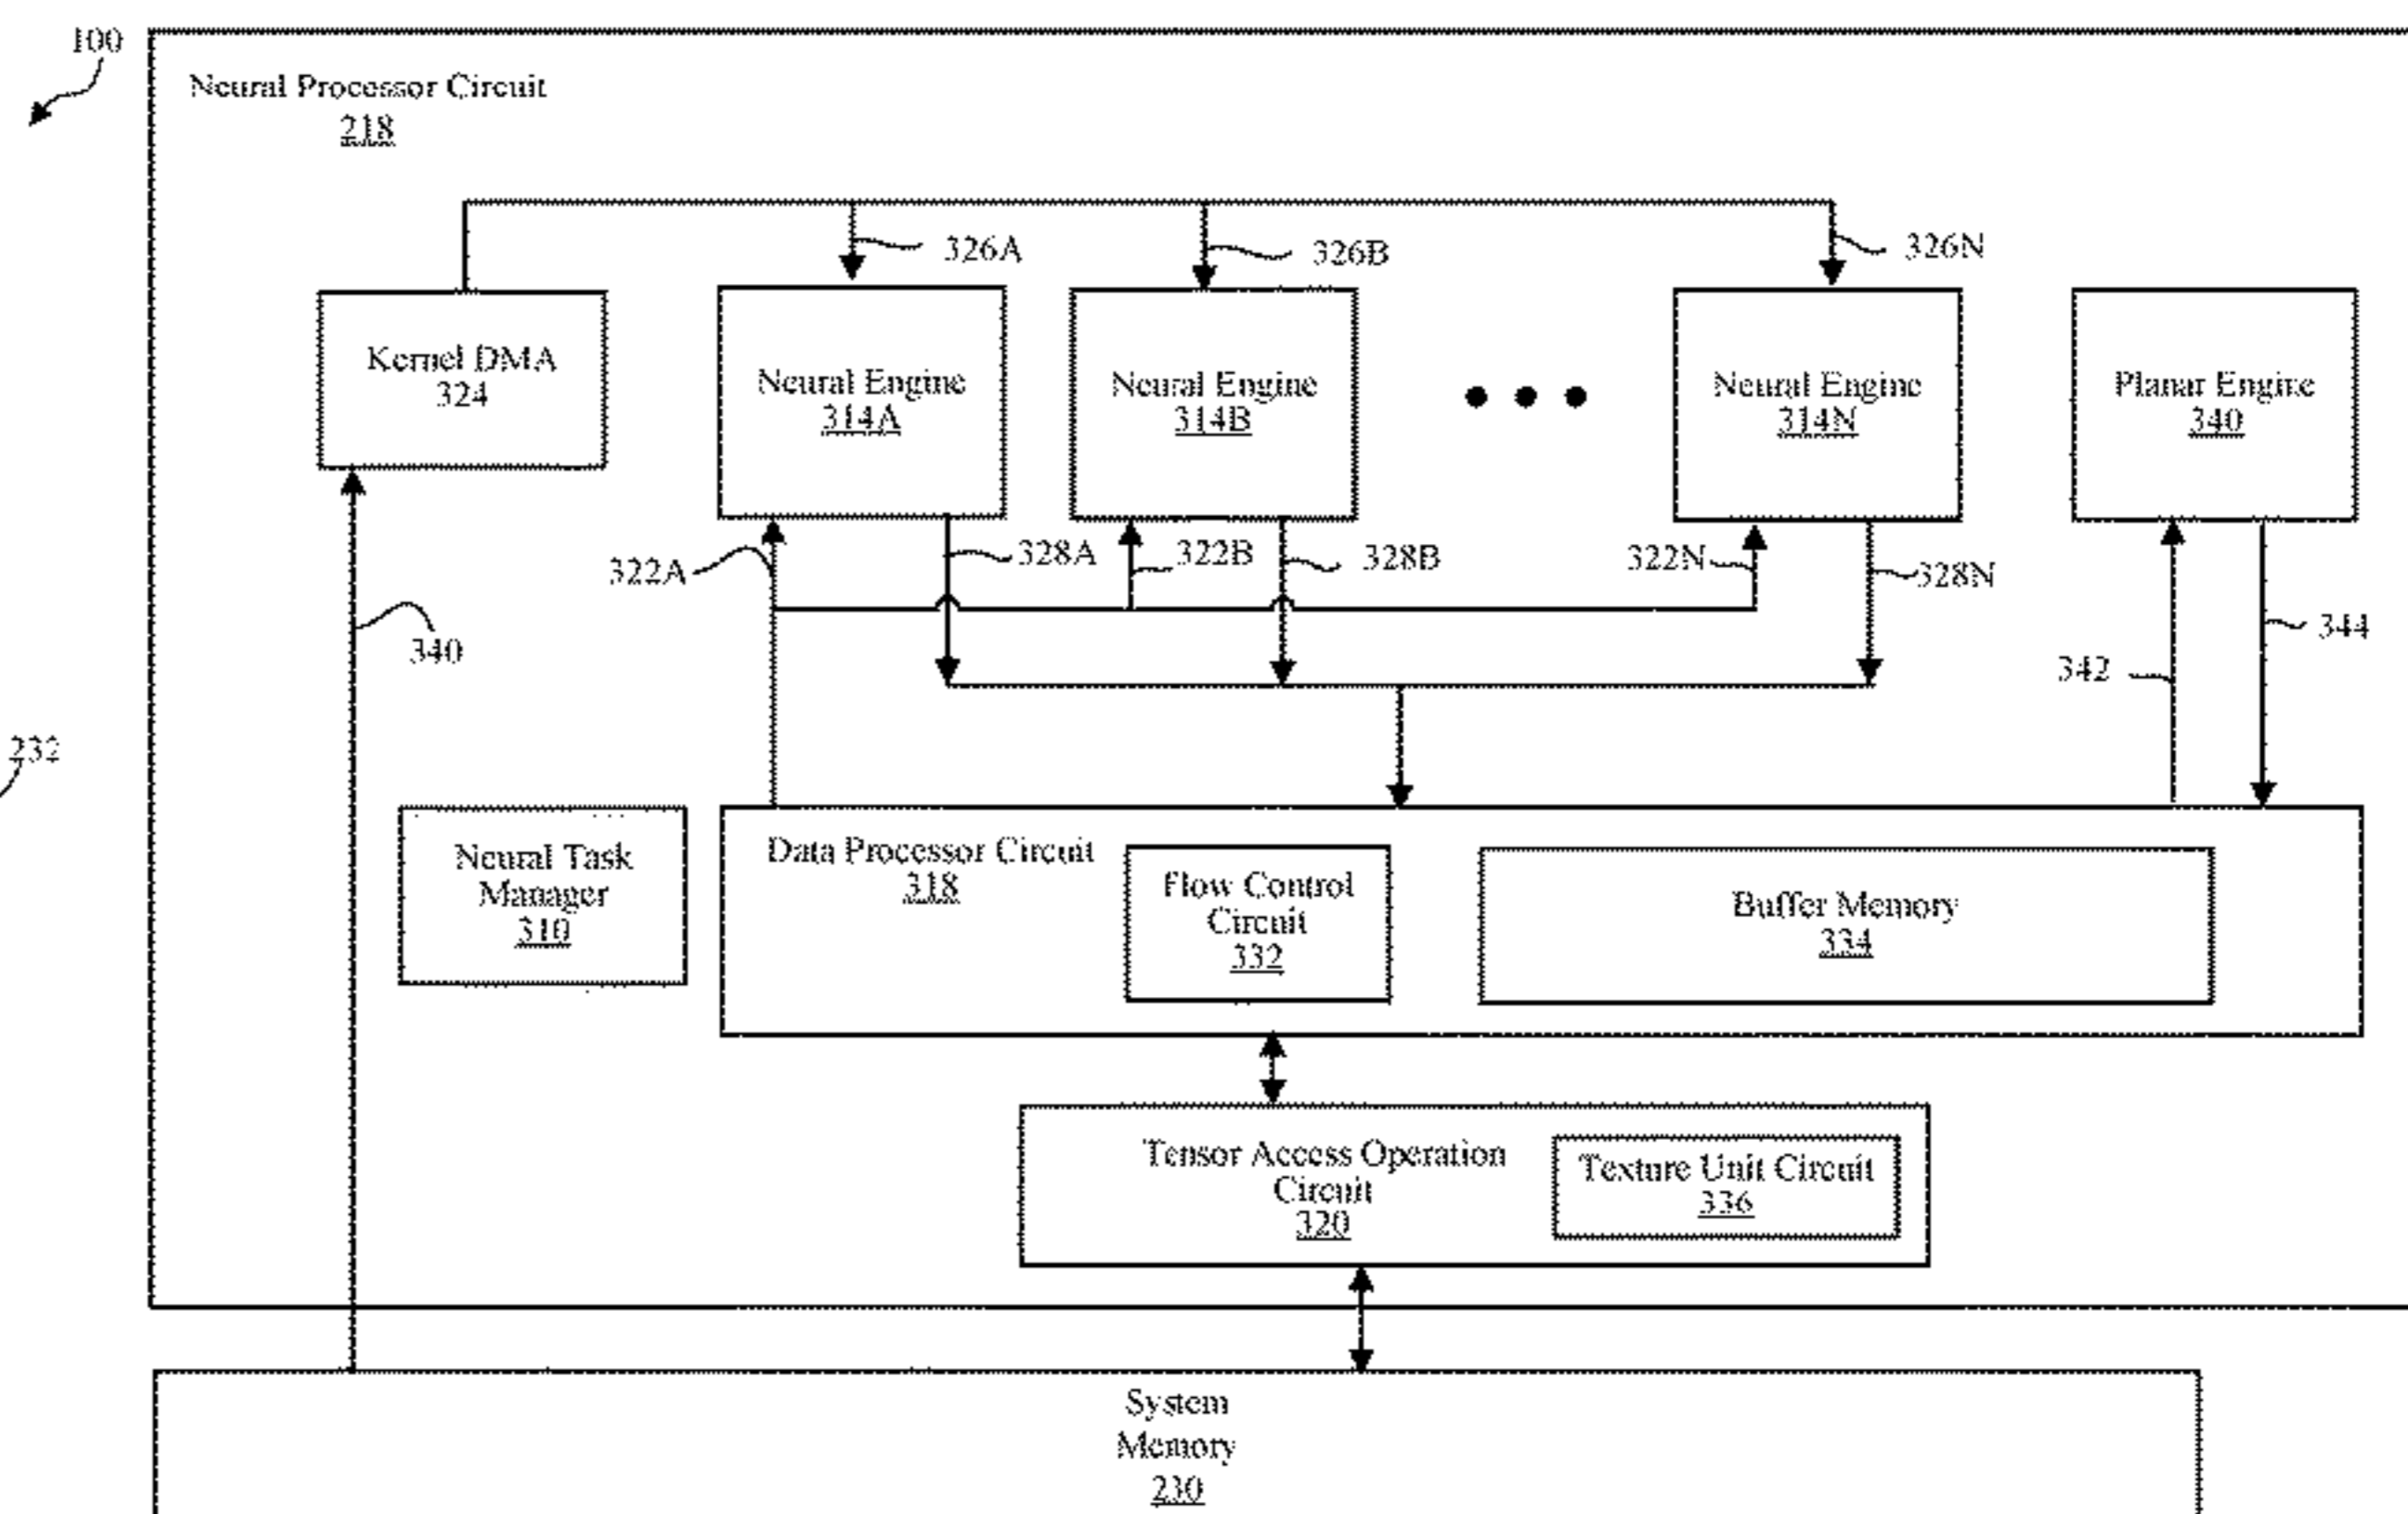 100
Neural Processor Circuit
218
326A
326B
326N
Kernel DMA
324
Neural Engine
314A
Neural Engine
314B
Neural Engine
314N
Planar Engine
340
322A
328A
322B
328B
322N
328N
344
340
342
232
Neural Task
Manager
310
Data Processor Circuit
318
Flow Control
Circuit
332
Buffer Memory
334
Tensor Access Operation
Circuit
320
Texture Unit Circuit
336
System
Memory
230